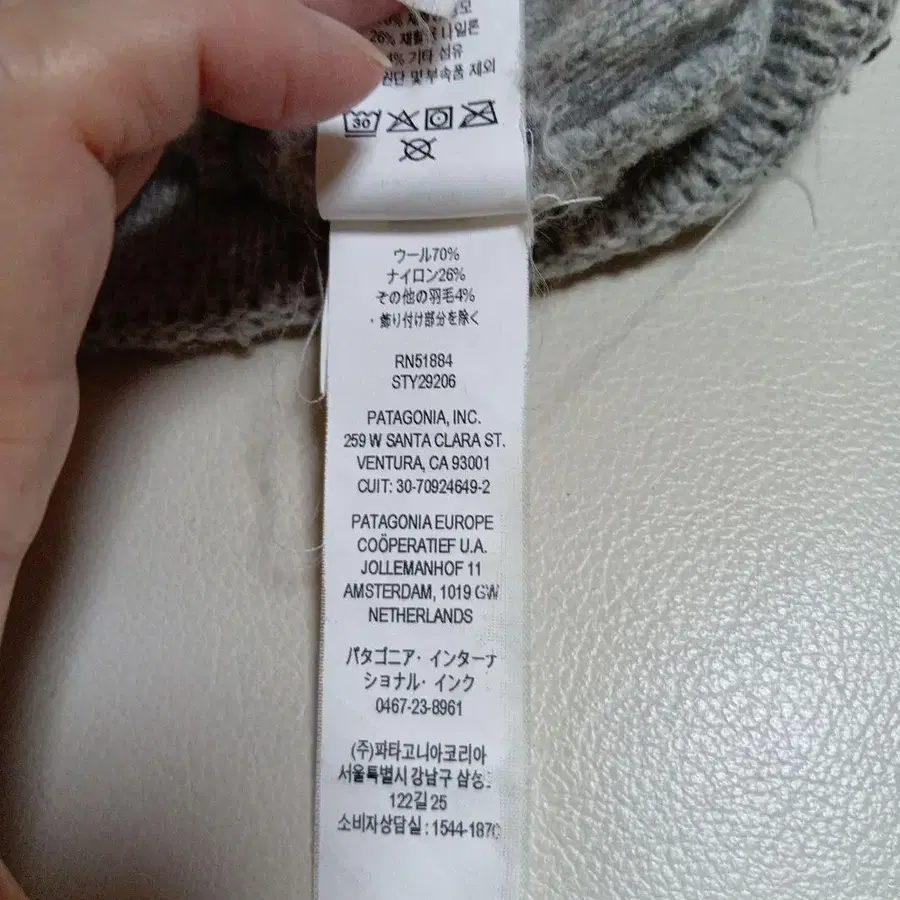 26% 재활용 나일론
4% 기타 섬유
원단 및 부속품 제외
30
ウール70%
ナイロン26%
その他の羽毛4%
・飾り付け部分を除く
RN51884
STY29206
PATAGONIA, INC.
259 W SANTA CLARA ST.
VENTURA, CA 93001
CUIT: 30-70924649-2
PATAGONIA EUROPE
COÖPERATIEF U.A.
JOLLEMANHOF 11
AMSTERDAM, 1019 GW
NETHERLANDS
パタゴニア・インターナ
ショナル・インク
0467-23-8961
(주)파타고니아코리아
서울특별시 강남구
122길 25
소비자상담실 : 1544-1870